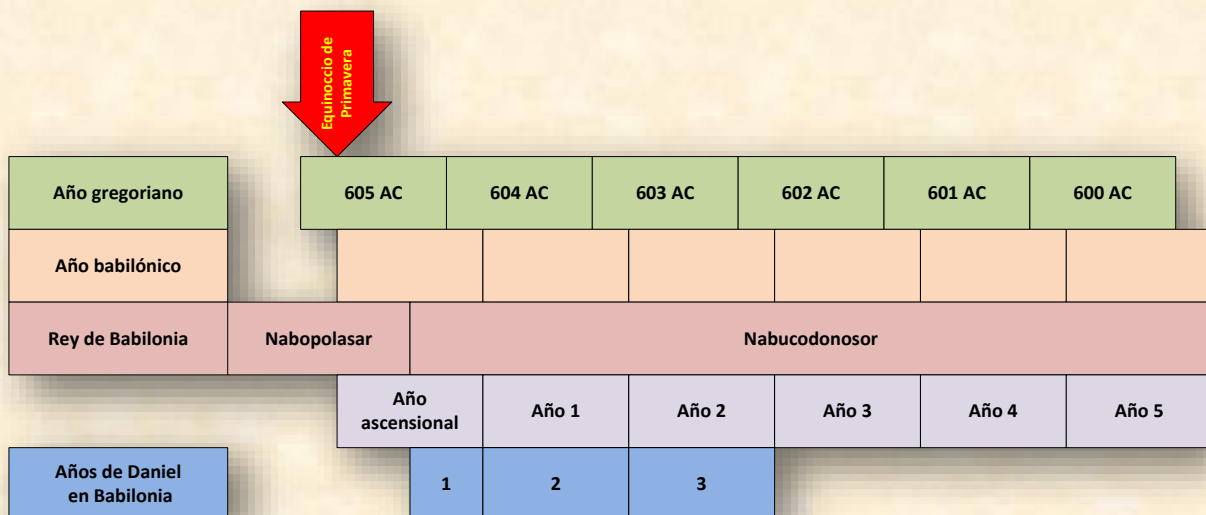 Equinoccio de
Primavera
Año gregoriano
605 AC
604 AC
603 AC
602 AC
601 AC
600 AC
Año babilónico
Rey de Babilonia
Nabopolasar
Nabucodonosor
Año
ascensional
Año 1
Año 2
Año 3
Año 4
Año 5
Años de Daniel
en Babilonia
1
2
3